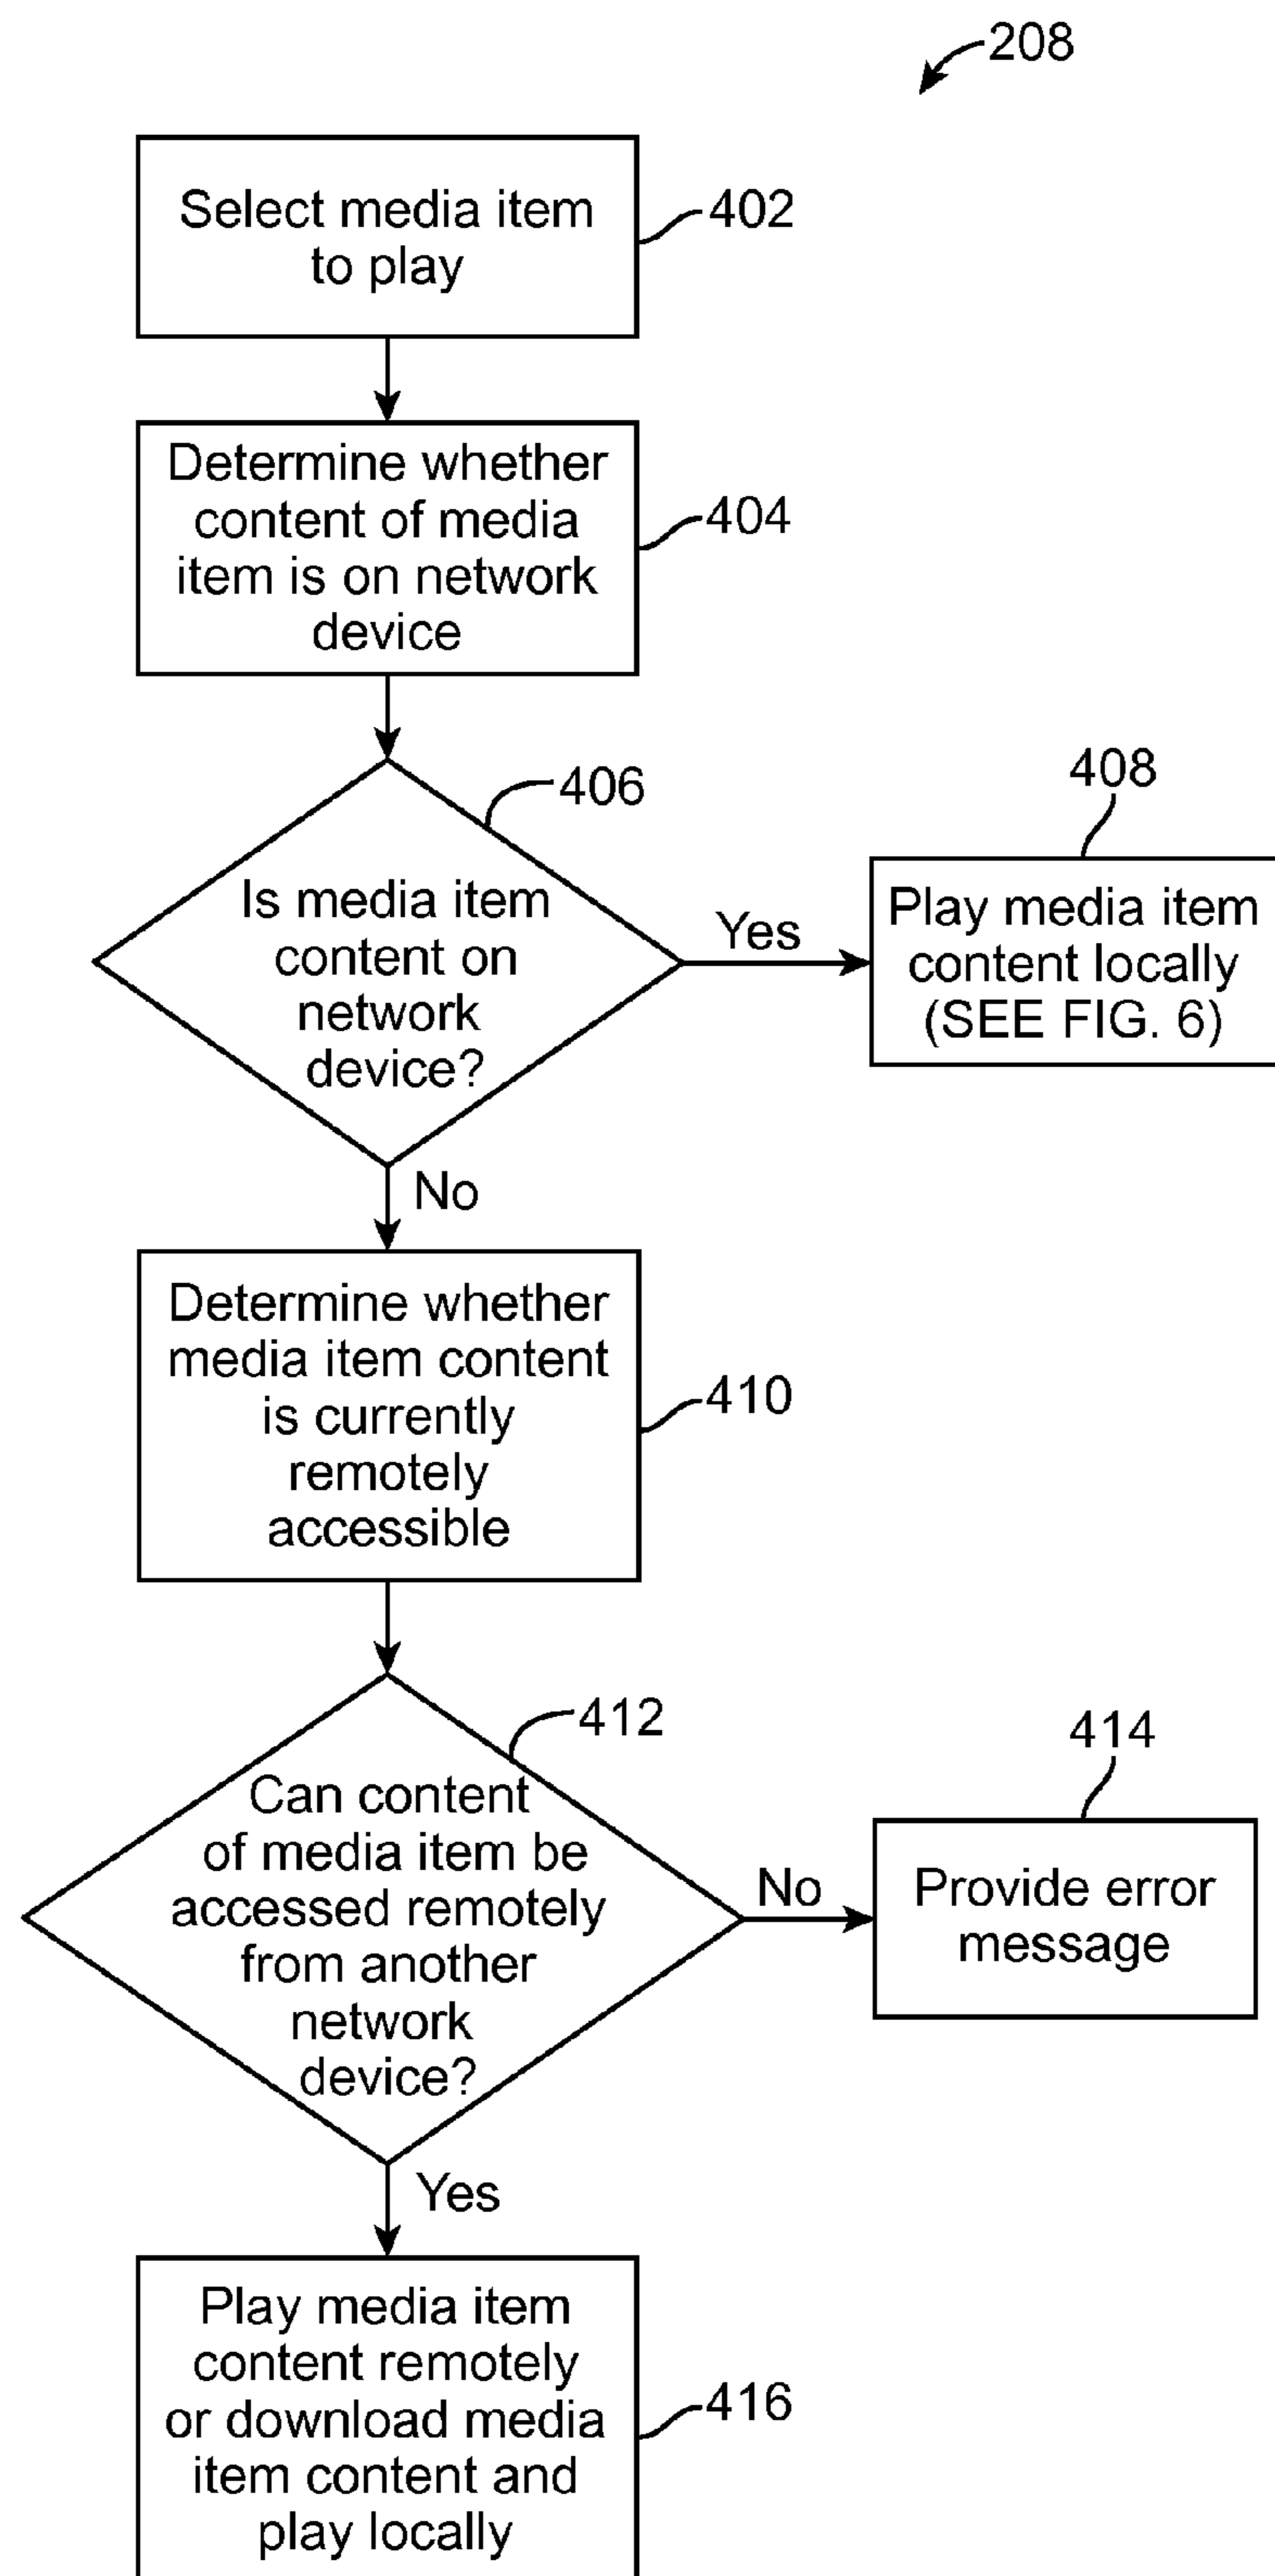 208
Select media item
to play
402
Determine whether
content of media
item is on network
device
404
406
Is media item
content on
network
device?
Yes
408
Play media item
content locally
(SEE FIG. 6)
No
Determine whether
media item content
is currently
remotely
accessible
410
412
Can content
of media item be
accessed remotely
from another
network
device?
No
414
Provide error
message
Yes
Play media item
content remotely
or download media
item content and
play locally
416